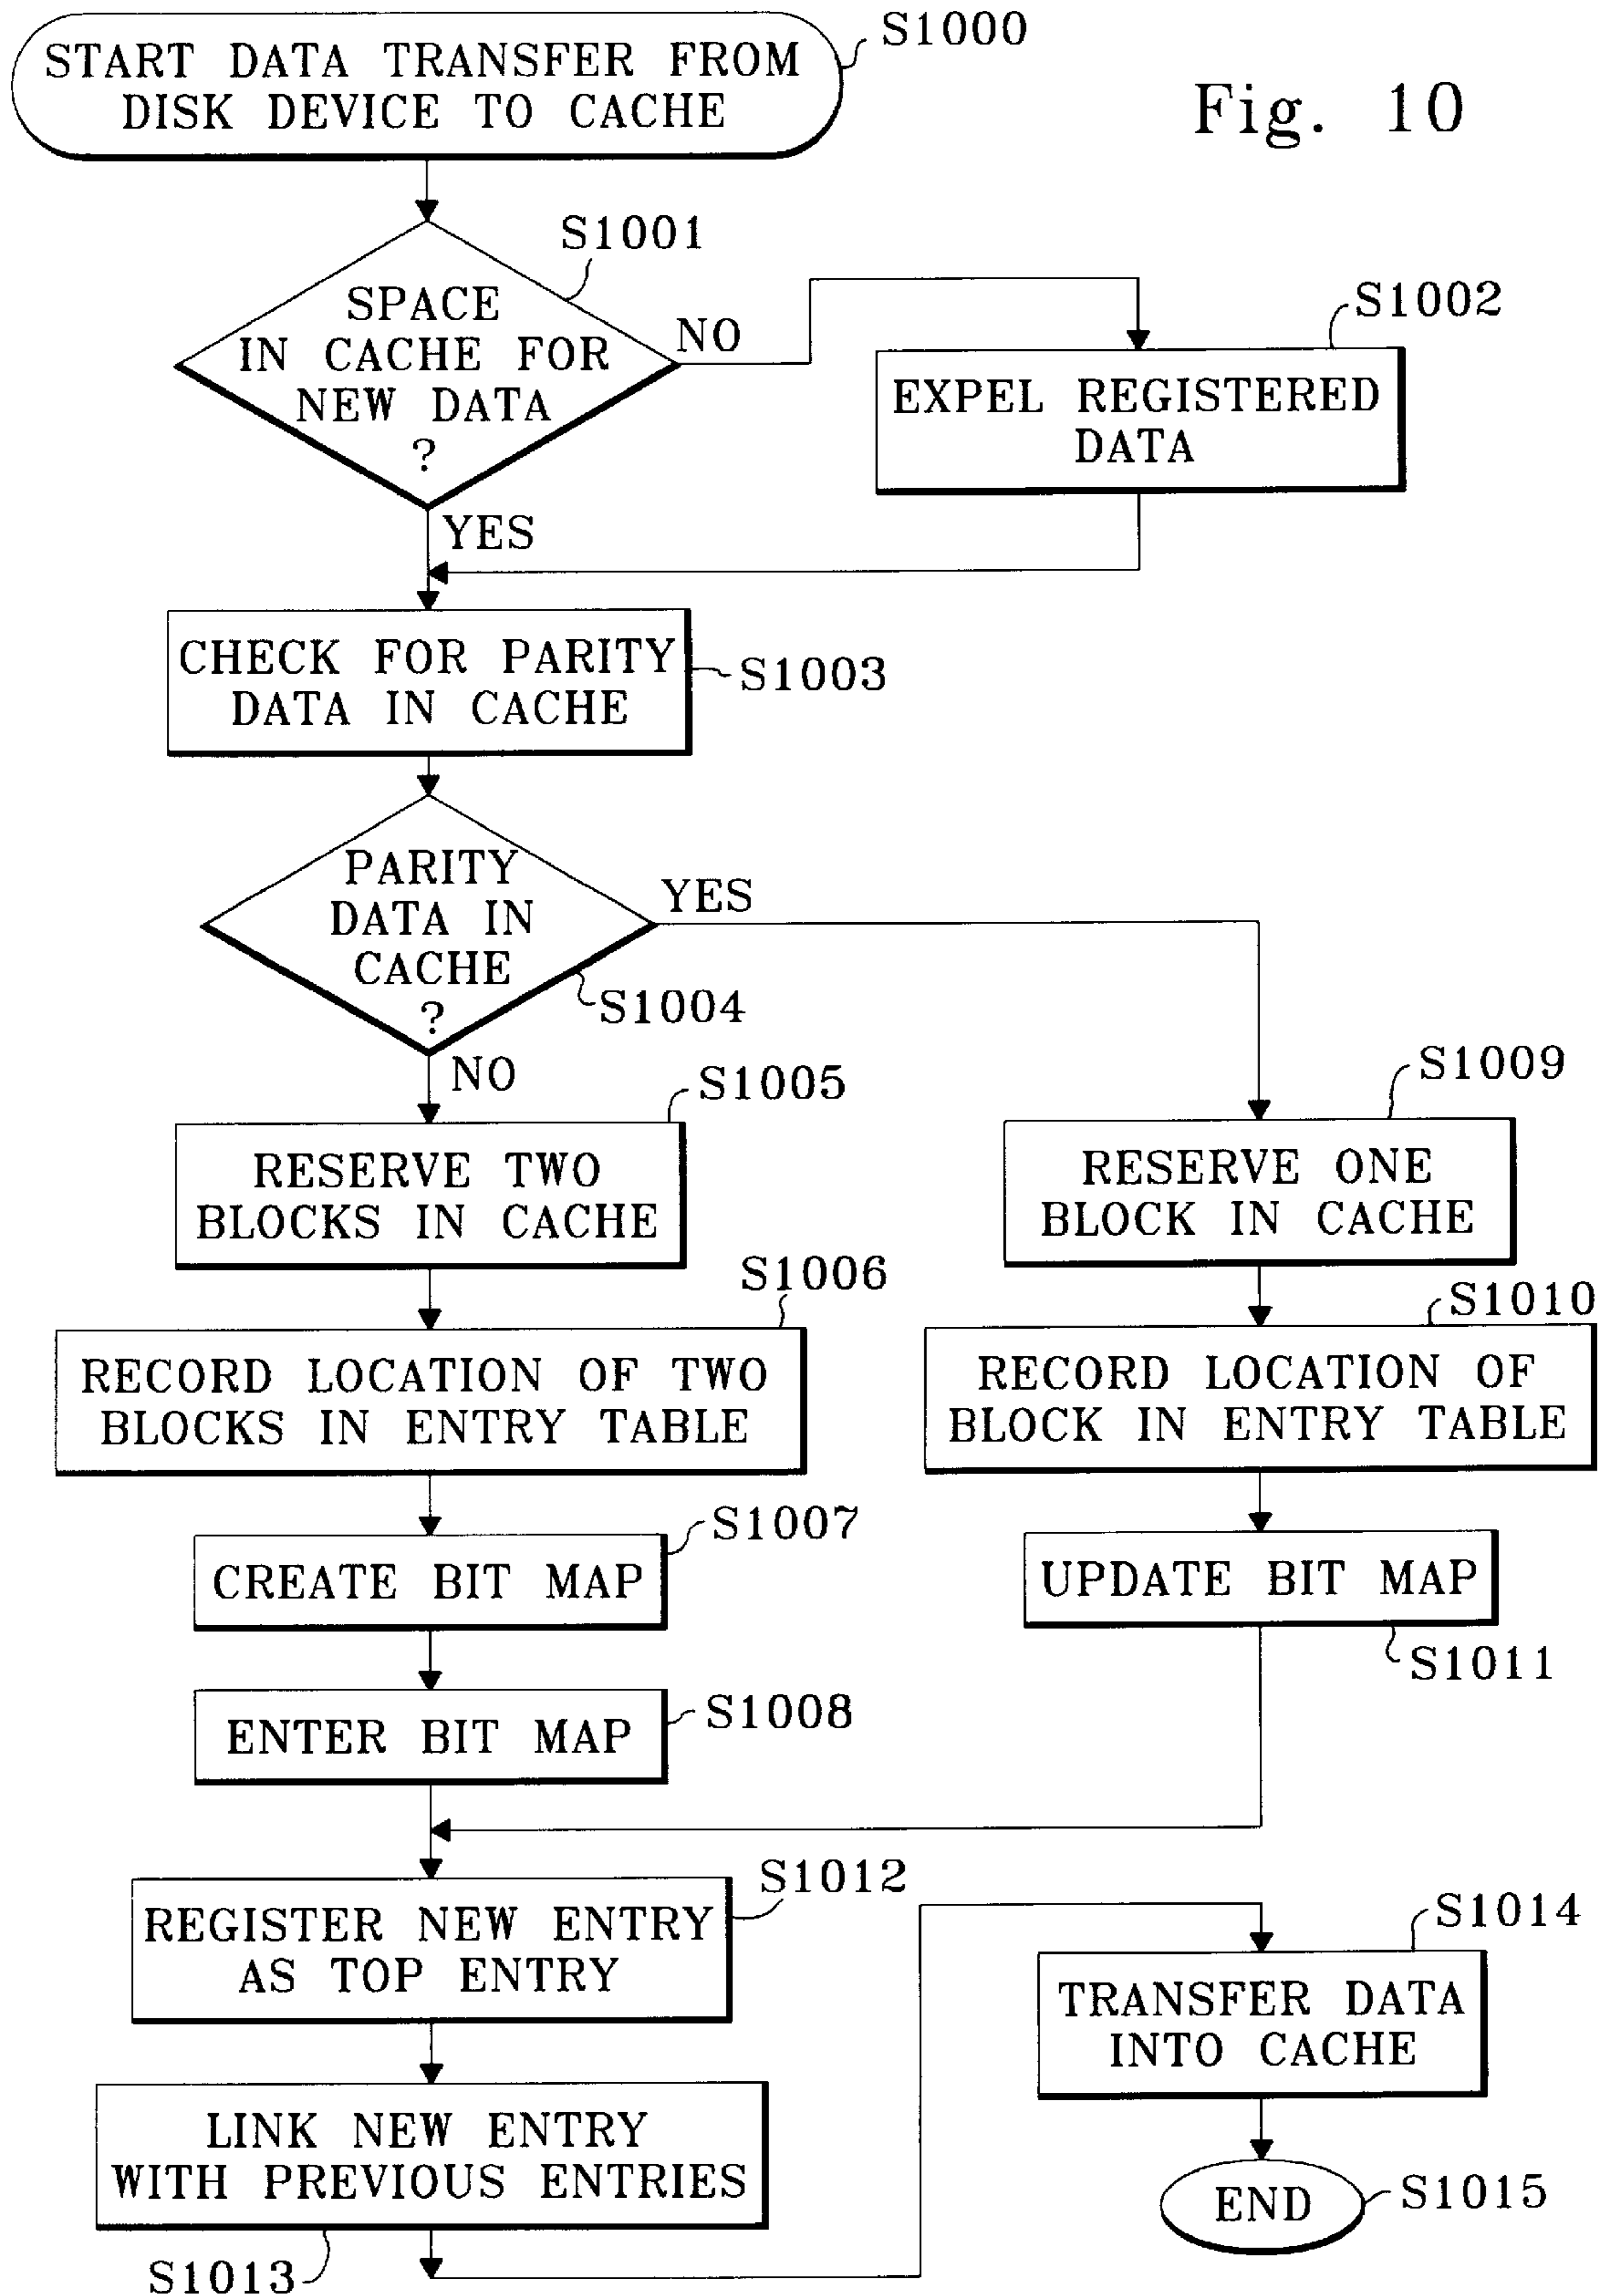 START DATA TRANSFER FROM
DISK DEVICE TO CACHE
S1000
Fig. 10
S1001
SPACE
IN CACHE FOR
NEW DATA
?
NO
S1002
EXPEL REGISTERED
DATA
YES
CHECK FOR PARITY
DATA IN CACHE
S1003
PARITY
DATA IN
CACHE
?
YES
S1004
NO
S1005
RESERVE TWO
BLOCKS IN CACHE
S1009
RESERVE ONE
BLOCK IN CACHE
S1006
RECORD LOCATION OF TWO
BLOCKS IN ENTRY TABLE
S1010
RECORD LOCATION OF
BLOCK IN ENTRY TABLE
S1007
CREATE BIT MAP
UPDATE BIT MAP
S1011
ENTER BIT MAP
S1008
S1012
REGISTER NEW ENTRY
AS TOP ENTRY
S1014
TRANSFER DATA
INTO CACHE
LINK NEW ENTRY
WITH PREVIOUS ENTRIES
S1013
END
S1015